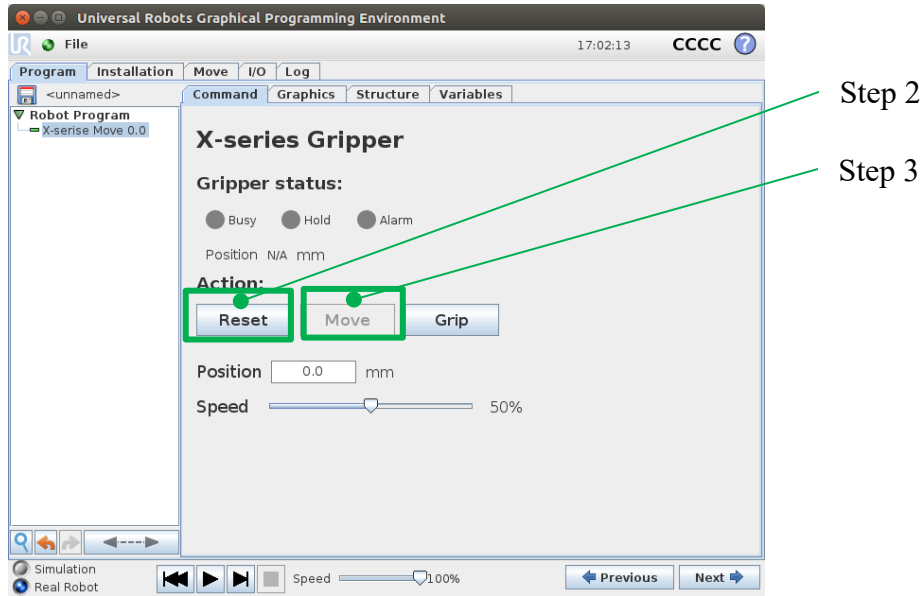 Universal Robots Graphical Programming Environment
File 17:02:13 CCCC ?
Program Installation Move I/O Log
<unnamed> Command Graphics Structure Variables
Robot Program
X-serise Move 0.0
X-series Gripper
Gripper status:
Busy Hold Alarm
Position N/A mm
Action:
Reset Move Grip
Position 0.0 mm
Speed 50%
Simulation
Real Robot
Speed 100%
Previous Next
Step 2
Step 3